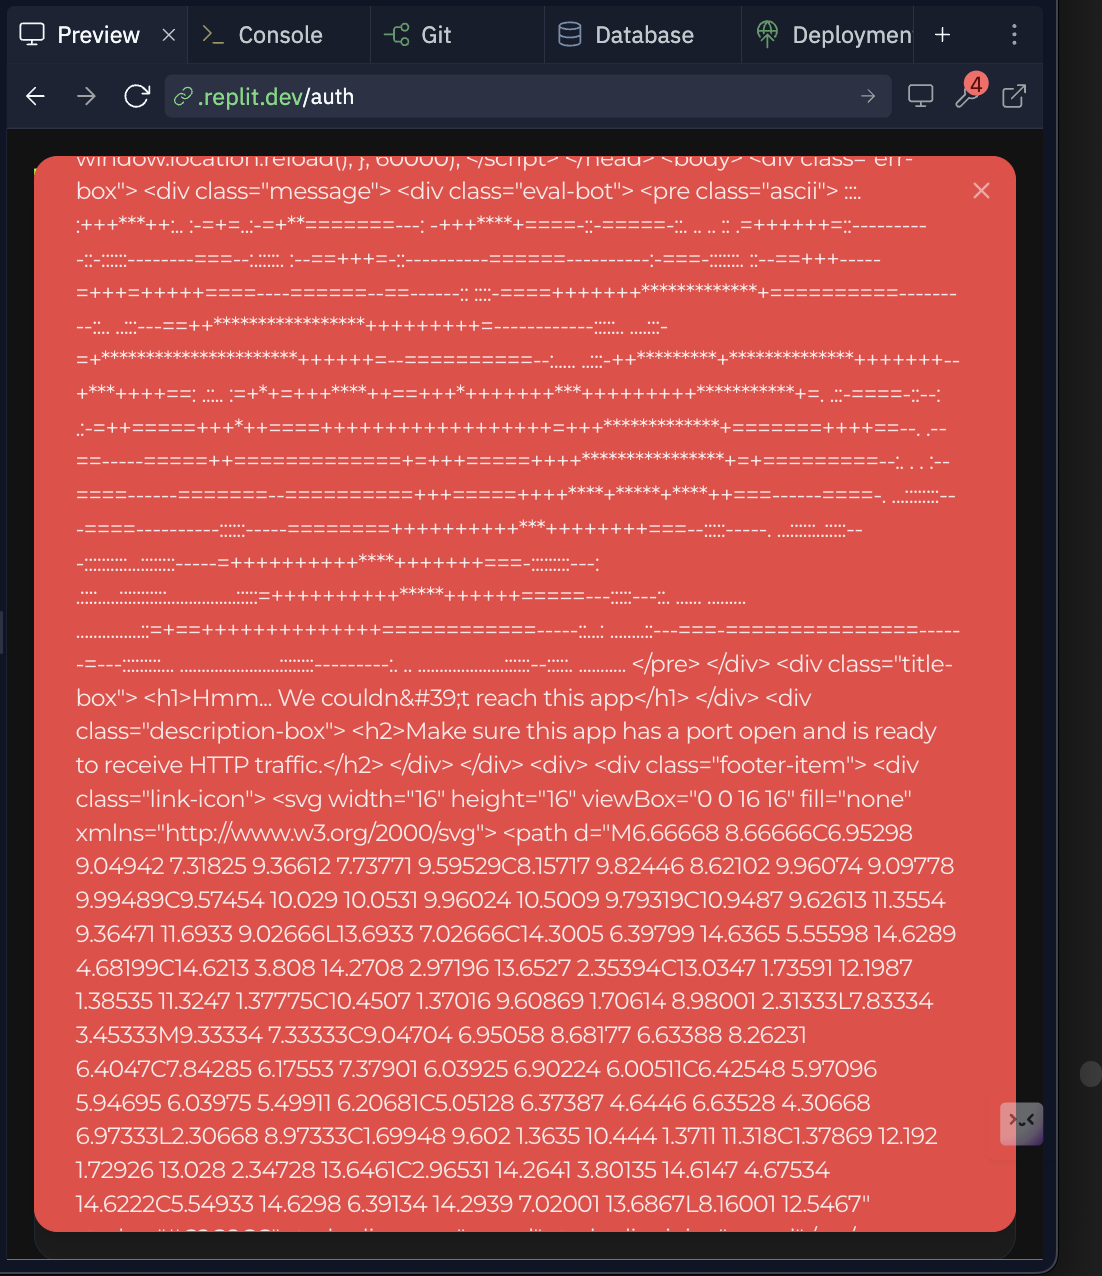 Preview
Console
Git
Database
Deploymen
.replit.dev/auth
4
window.location.reload(); }, 60000); </script> </head> <body> <div class="err-
box"> <div class="message"> <div class="eval-bot"> <pre class="ascii"> :::.
</pre> </div> <div class="title-
box"> <h1>Hmm... We couldn&#39;t reach this app</h1> </div> <div
class="description-box"> <h2>Make sure this app has a port open and is ready
to receive HTTP traffic.</h2> </div> </div> <div> <div class="footer-item"> <div
class="link-icon"> <svg width="16" height="16" viewBox="0 0 16 16" fill="none"
xmlns="http://www.w3.org/2000/svg"> <path d="M6.66668 8.66666C6.95298
9.04942 7.31825 9.36612 7.73771 9.59529C8.15717 9.82446 8.62102 9.96074 9.09778
9.99489C9.57454 10.029 10.0531 9.96024 10.5009 9.79319C10.9487 9.62613 11.3554
9.36471 11.6933 9.02666L13.6933 7.02666C14.3005 6.39799 14.6365 5.55598 14.6289
4.68199C14.6213 3.808 14.2708 2.97196 13.6527 2.35394C13.0347 1.73591 12.1987
1.38535 11.3247 1.37775C10.4507 1.37016 9.60869 1.70614 8.98001 2.31333L7.83334
3.45333M9.33334 7.33333C9.04704 6.95058 8.68177 6.63388 8.26231
6.4047C7.84285 6.17553 7.37901 6.03925 6.90224 6.00511C6.42548 5.97096
5.94695 6.03975 5.49911 6.20681C5.05128 6.37387 4.6446 6.63528 4.30668
6.97333L2.30668 8.97333C1.69948 9.602 1.3635 10.444 1.3711 11.318C1.37869 12.192
1.72926 13.028 2.34728 13.6461C2.96531 14.2641 3.80135 14.6147 4.67534
14.6222C5.54933 14.6298 6.39134 14.2939 7.02001 13.6867L8.16001 12.5467"